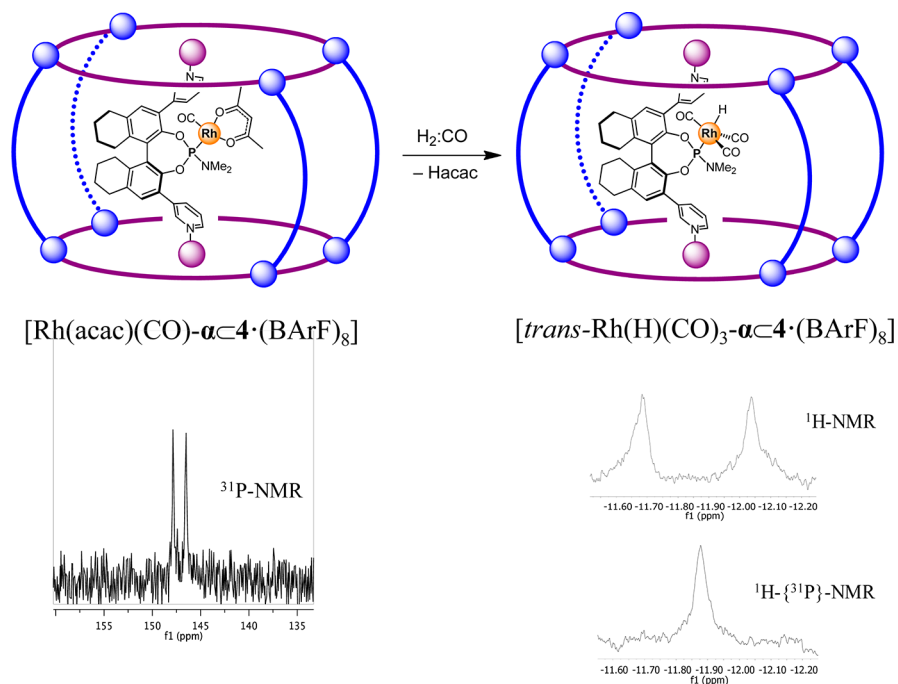 N
N
OC
O
Rh
O
O
P
O
NMe2
N
H2:CO
– Hacac
OC
H
Rh
CO
CO
O
P
O
NMe2
N
[Rh(acac)(CO)-α⊂4·(BArF)8]
[trans-Rh(H)(CO)3-α⊂4·(BArF)8]
31P-NMR
155 150 145 140 135
f1 (ppm)
1H-NMR
-11.60 -11.70 -11.80 -11.90 -12.00 -12.10 -12.20
f1 (ppm)
1H-{31P}-NMR
-11.60 -11.70 -11.80 -11.90 -12.00 -12.10 -12.20
f1 (ppm)